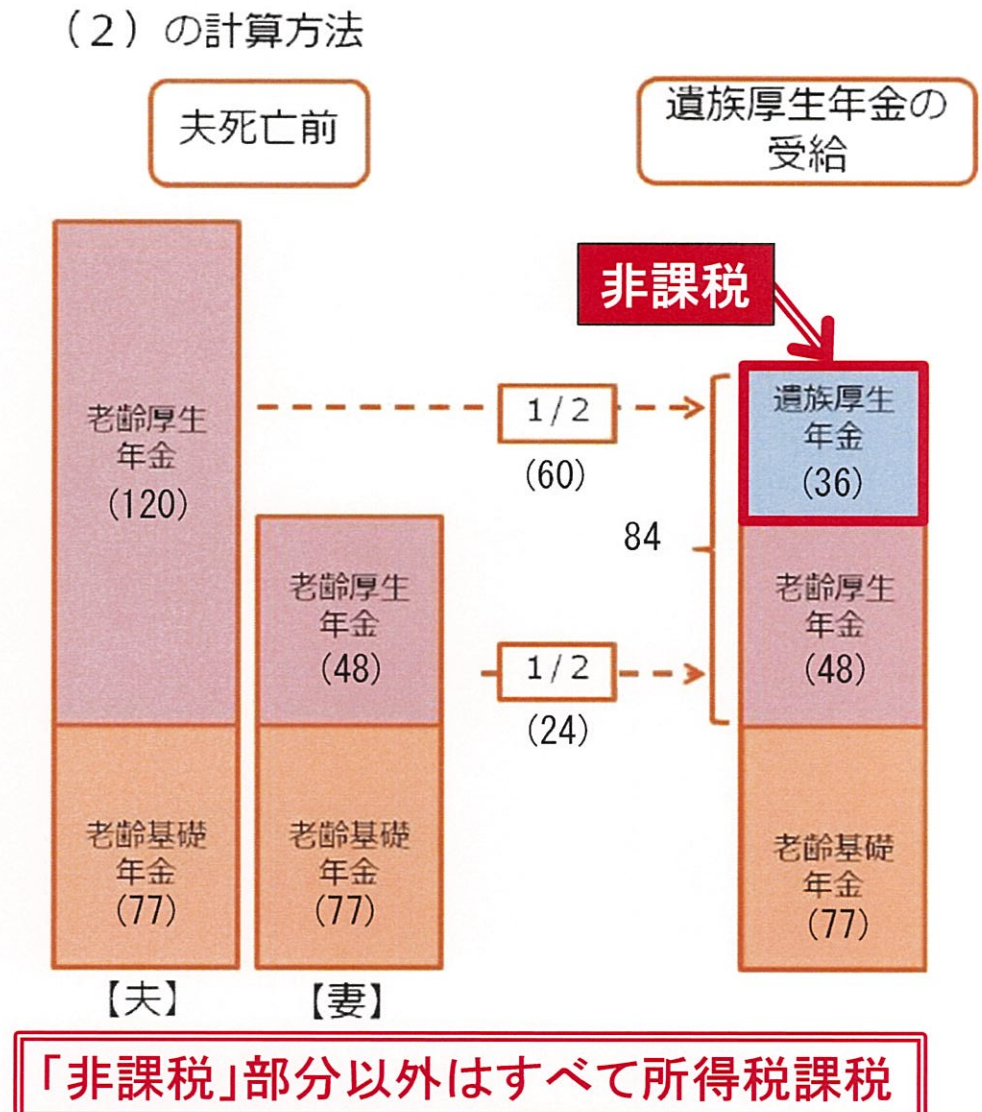 （２）の計算方法
夫死亡前
遺族厚生年金の
受給
非課税
老齢厚生
年金
(120)
1/2
(60)
遺族厚生
年金
(36)
84
老齢厚生
年金
(48)
1/2
(24)
老齢厚生
年金
(48)
老齢基礎
年金
(77)
老齢基礎
年金
(77)
老齢基礎
年金
(77)
【夫】
【妻】
「非課税」部分以外はすべて所得税課税